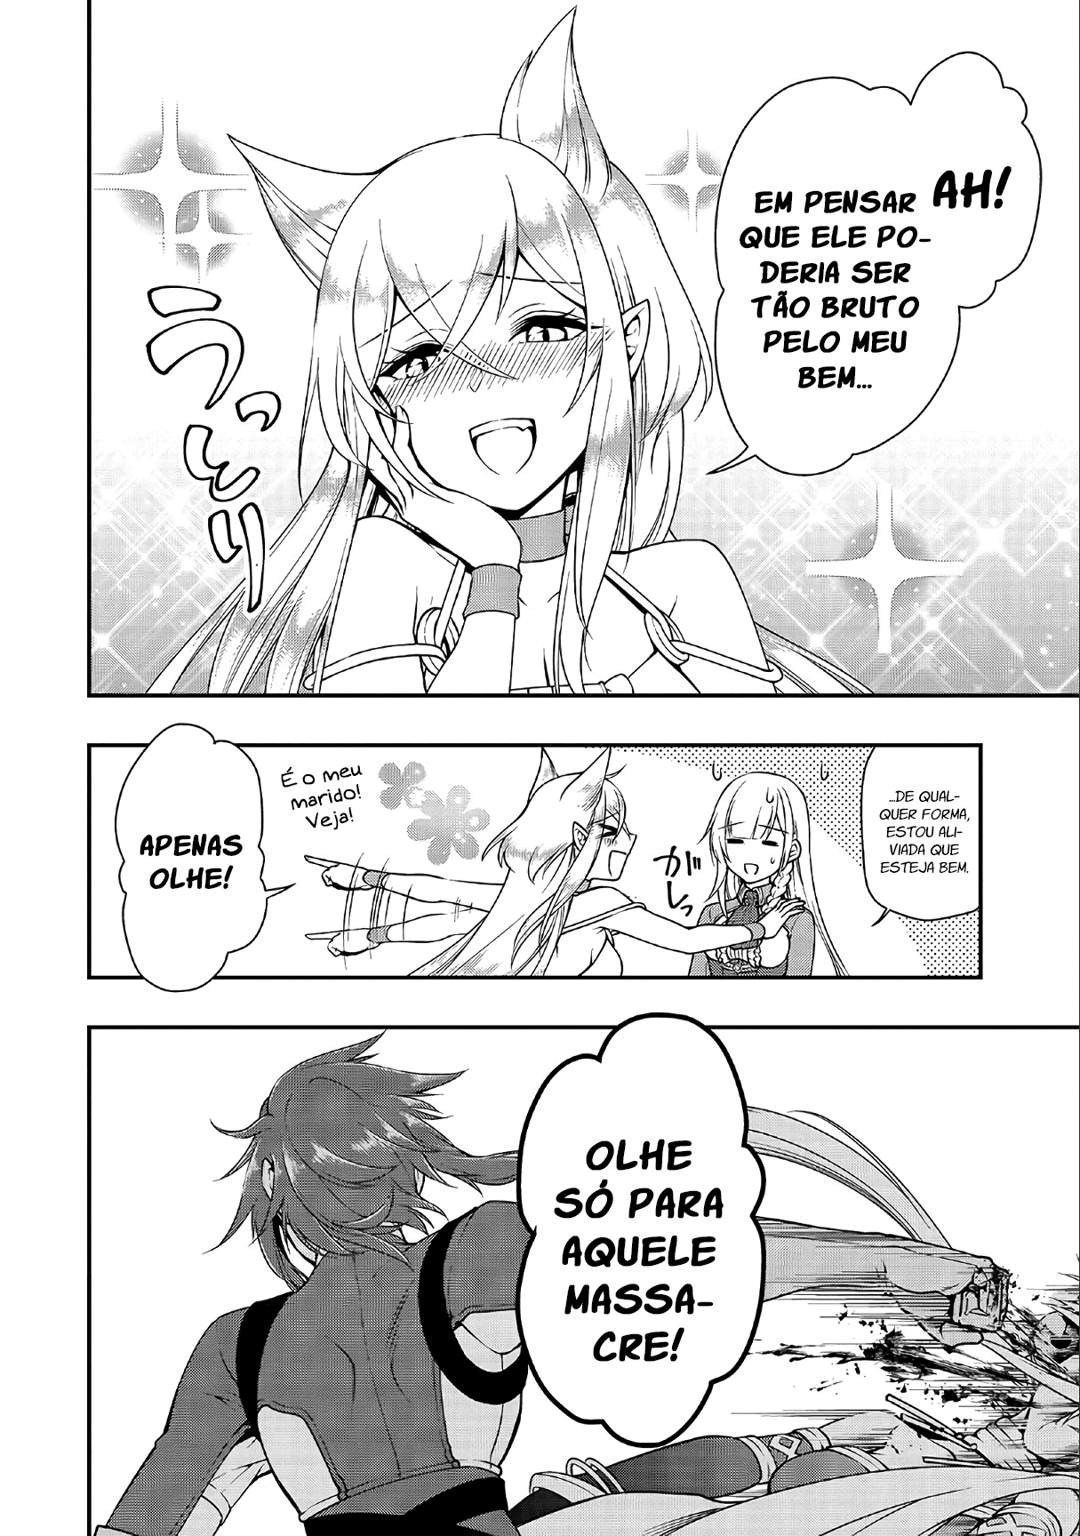 AH!
EM PENSAR
QUE ELE PO-
DERIA SER
TÃO BRUTO
PELO MEU
BEM...
うっとり
...DE QUAL-
QUER FORMA,
ESTOU ALI-
VIADA QUE
ESTEJA BEM.
がしっ
É o meu
marido!
Veja!
APENAS
OLHE!
OLHE
SÓ PARA
AQUELE
MASSA-
CRE!